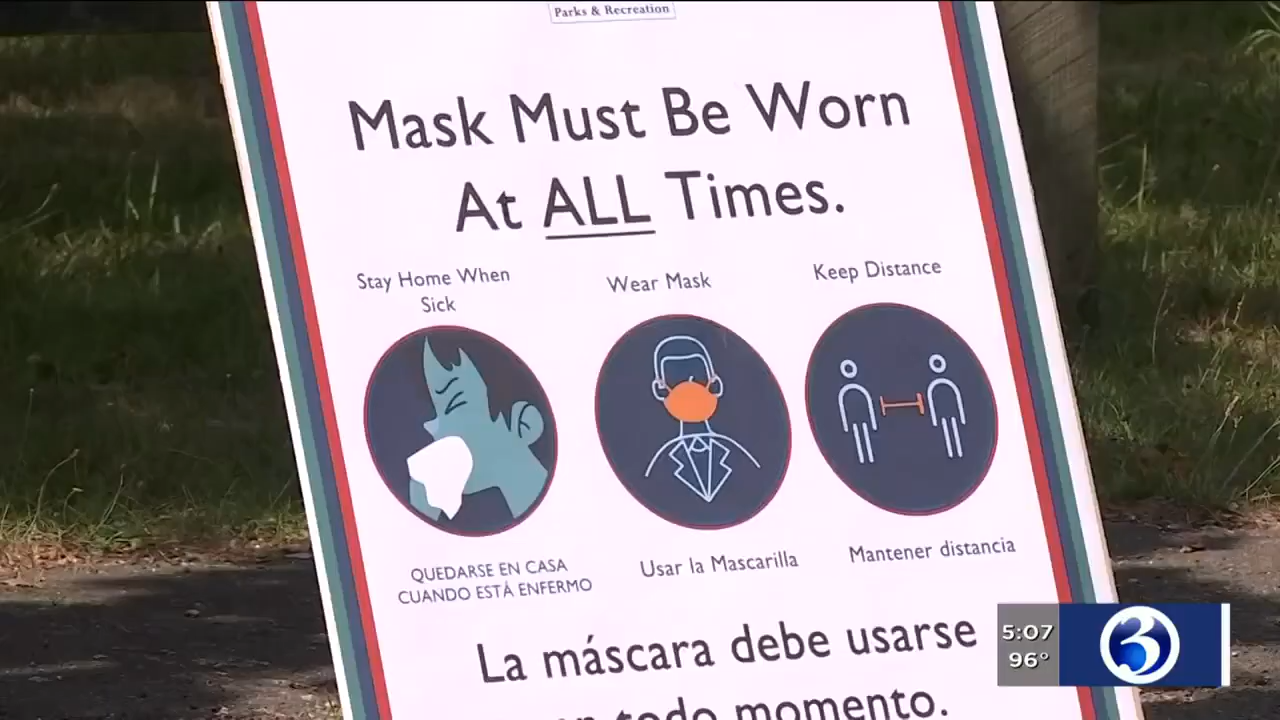 Parks & Recreation
Mask Must Be Worn
At ALL Times.
Stay Home When
Sick
Wear Mask
Keep Distance
QUEDARSE EN CASA
CUANDO ESTÁ ENFERMO
Usar la Mascarilla
Mantener distancia
La máscara debe usarse
en todo momento.
5:07
96°
3